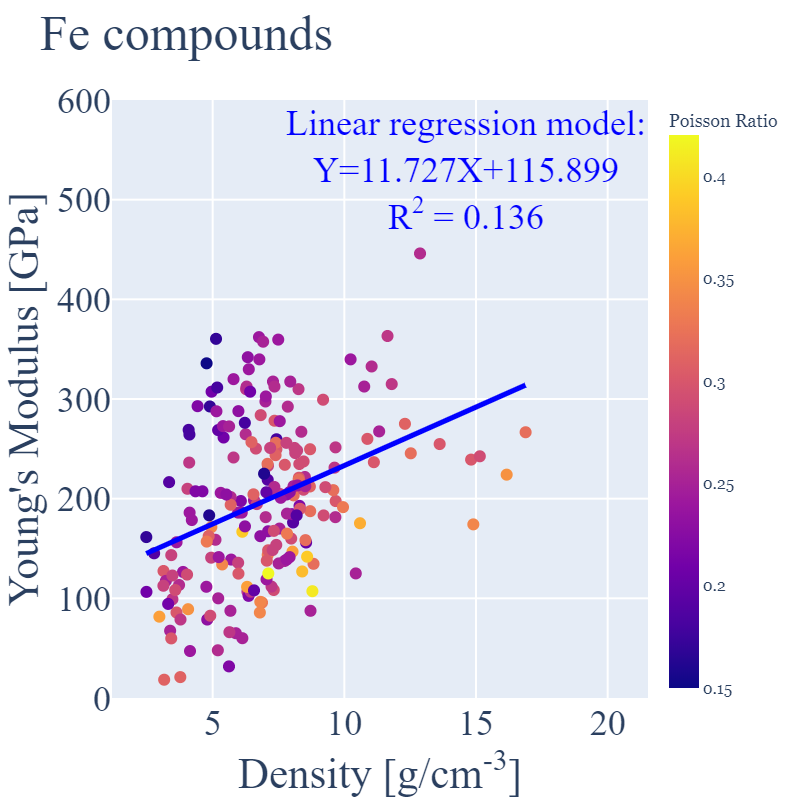 Fe compounds
Linear regression model:
Y=11.727X+115.899
R² = 0.136
Poisson Ratio
0.4
0.35
0.3
0.25
0.2
0.15
600
500
400
300
200
100
0
5
10
15
20
Young's Modulus [GPa]
Density [g/cm⁻³]